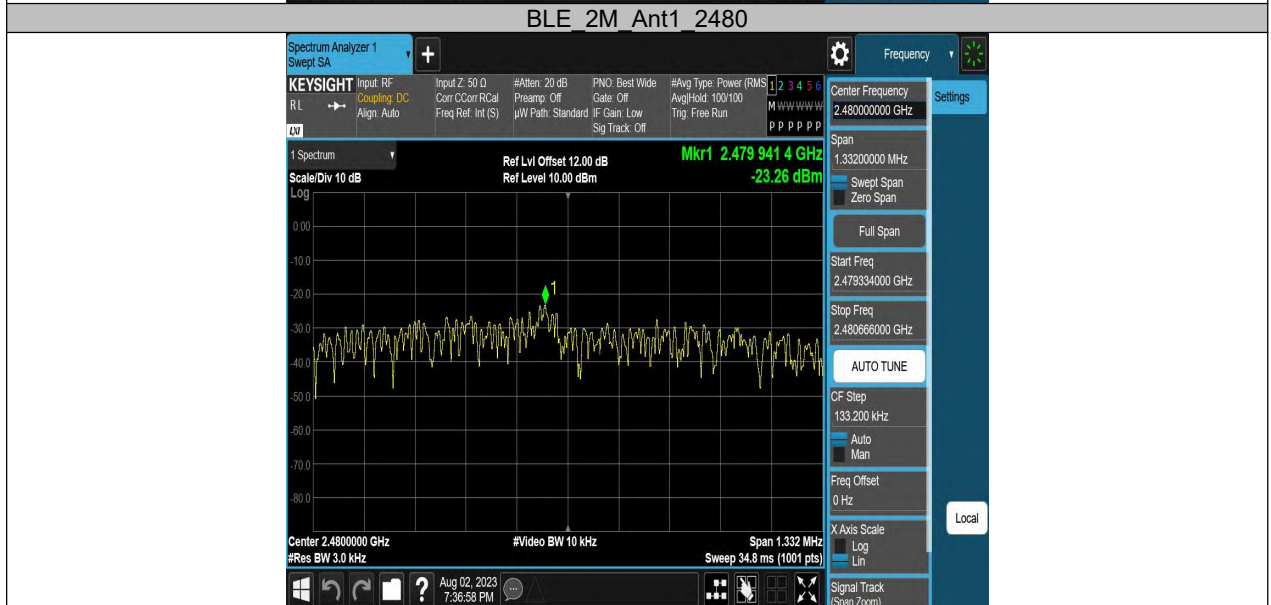 BLE_2M_Ant1_2480
Spectrum Analyzer 1
Swept SA
+
Frequency
KEYSIGHT
RL
LXI
Input: RF
Coupling: DC
Align: Auto
Input Z: 50 Ω
Corr CCorr RCal
Freq Ref: Int (S)
#Atten: 20 dB
Preamp: Off
µW Path: Standard
PNO: Best Wide
Gate: Off
IF Gain: Low
Sig Track: Off
#Avg Type: Power (RMS
Avg|Hold: 100/100
Trig: Free Run
1 2 3 4 5 6
M W W W W W
P P P P P P
1 Spectrum
Scale/Div 10 dB
Ref Lvl Offset 12.00 dB
Ref Level 10.00 dBm
Mkr1 2.479 941 4 GHz
-23.26 dBm
Log
0.00
-10.0
-20.0
-30.0
-40.0
-50.0
-60.0
-70.0
-80.0
1
Center 2.4800000 GHz
#Res BW 3.0 kHz
#Video BW 10 kHz
Span 1.332 MHz
Sweep 34.8 ms (1001 pts)
Center Frequency
2.480000000 GHz
Settings
Span
1.33200000 MHz
Swept Span
Zero Span
Full Span
Start Freq
2.479334000 GHz
Stop Freq
2.480666000 GHz
AUTO TUNE
CF Step
133.200 kHz
Auto
Man
Freq Offset
0 Hz
X Axis Scale
Log
Lin
Local
Signal Track
(Span Zoom)
?
Aug 02, 2023
7:36:58 PM